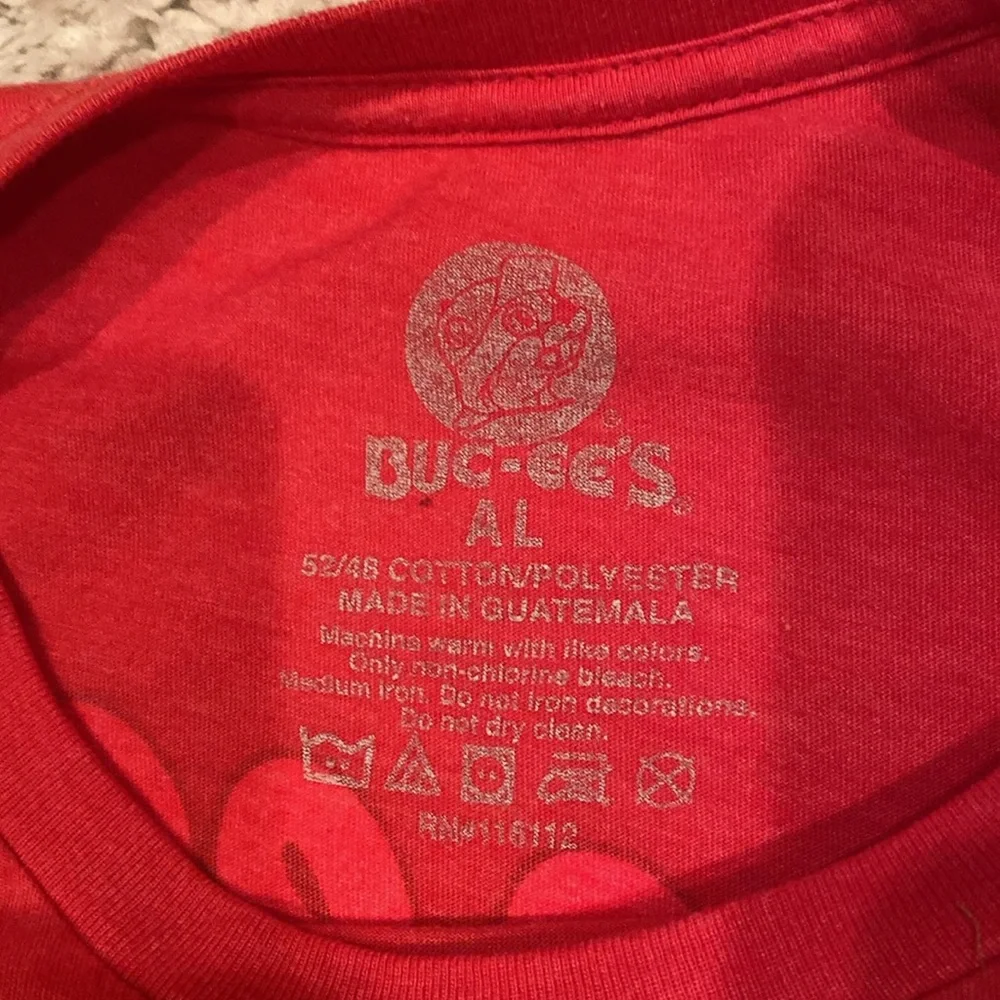 BUC-EE'S®
AL
52/48 COTTON/POLYESTER
MADE IN GUATEMALA
Machine warm with like colors.
Only non-chlorine bleach.
Medium iron. Do not iron decorations.
Do not dry clean.
RN#116112